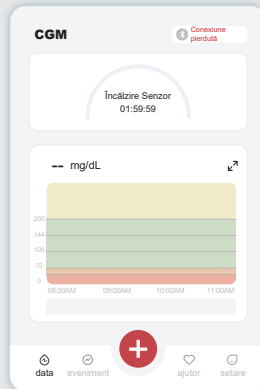 CGM
Conexiune
pierdută
Încălzire Senzor
01:59:59
-- mg/dL
200
144
108
70
0
08:00AM 09:00AM 10:00AM 11:00AM
data eveniment ajutor setare